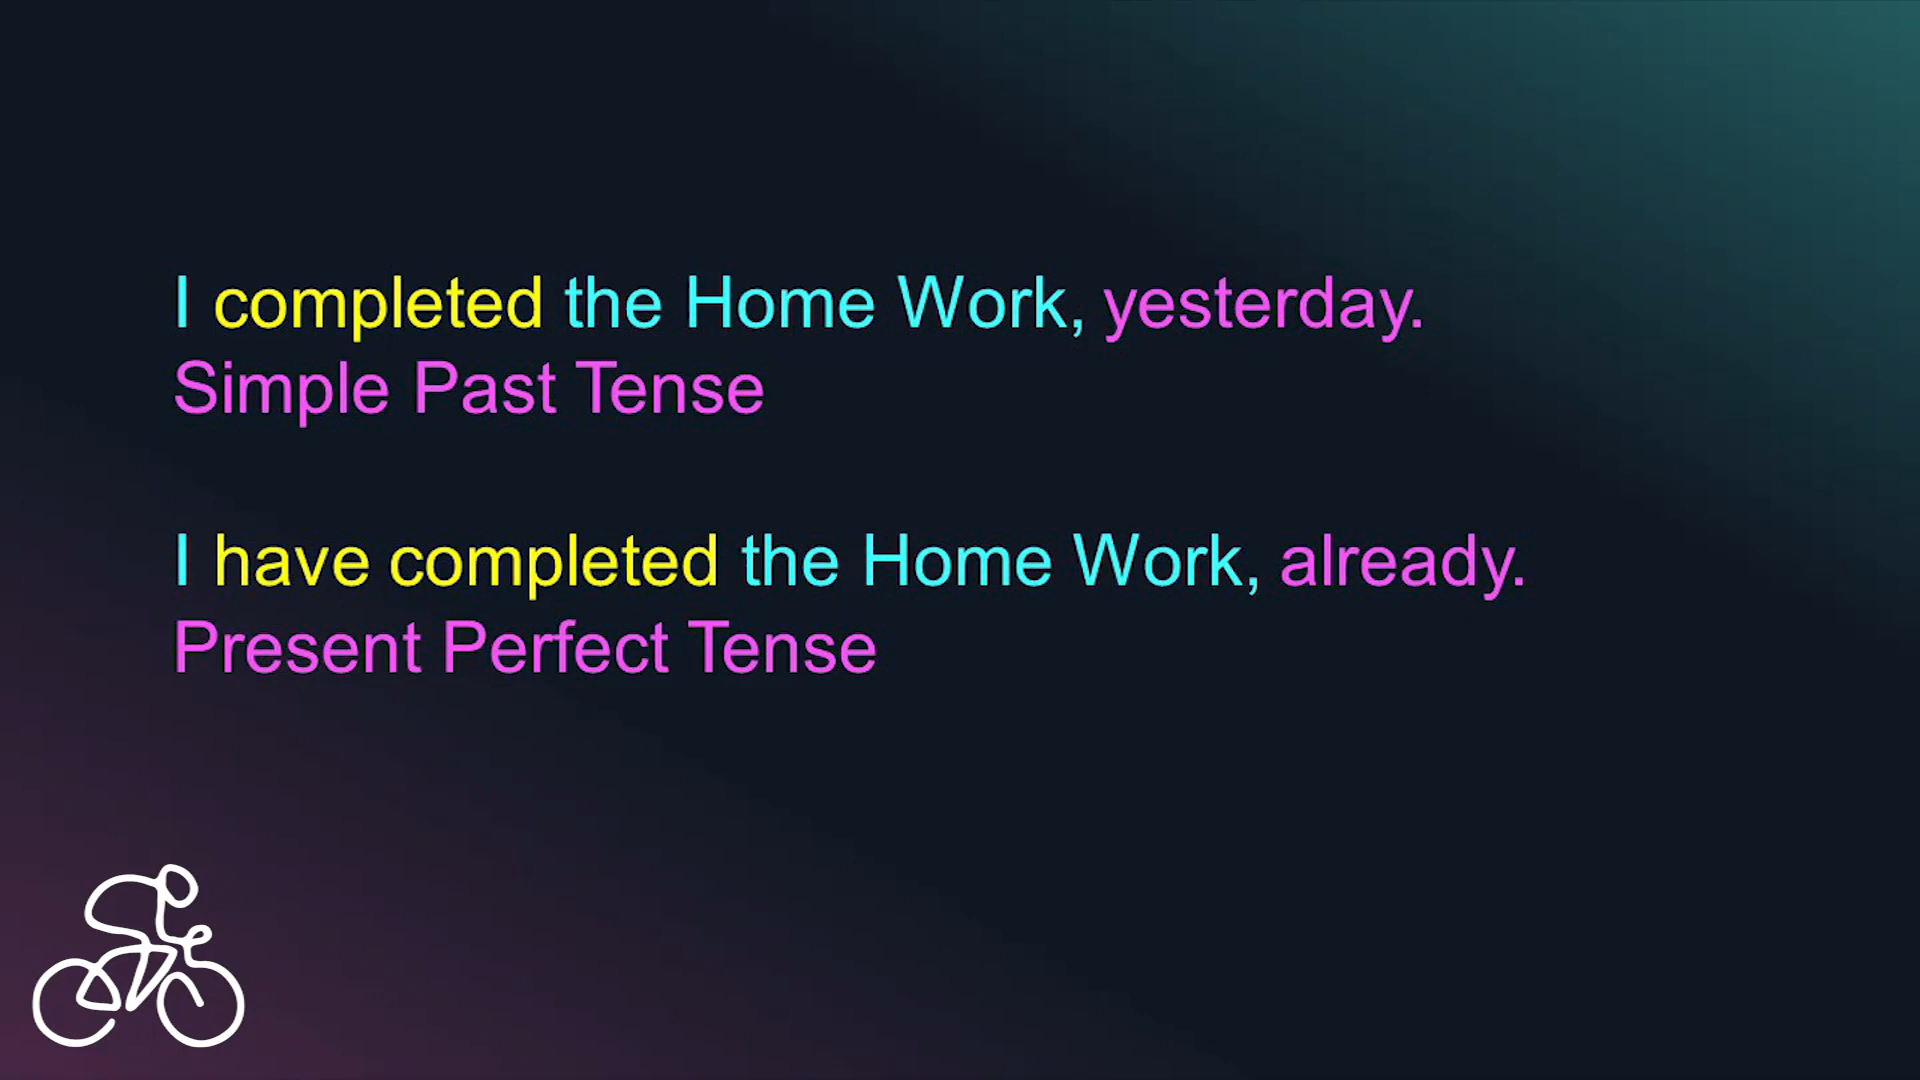 I completed the Home Work, yesterday.
Simple Past Tense
I have completed the Home Work, already.
Present Perfect Tense